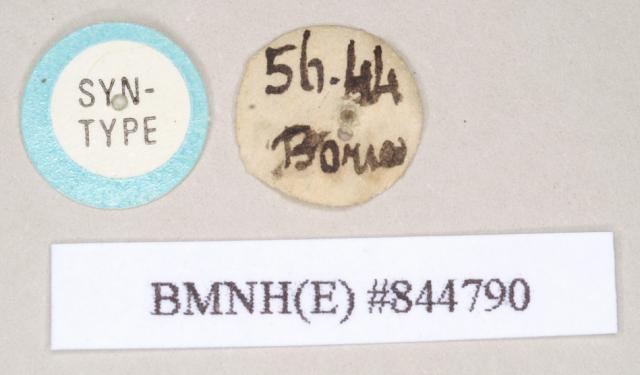 SYN-
TYPE
56.44
Borneo
BMNH(E) #844790